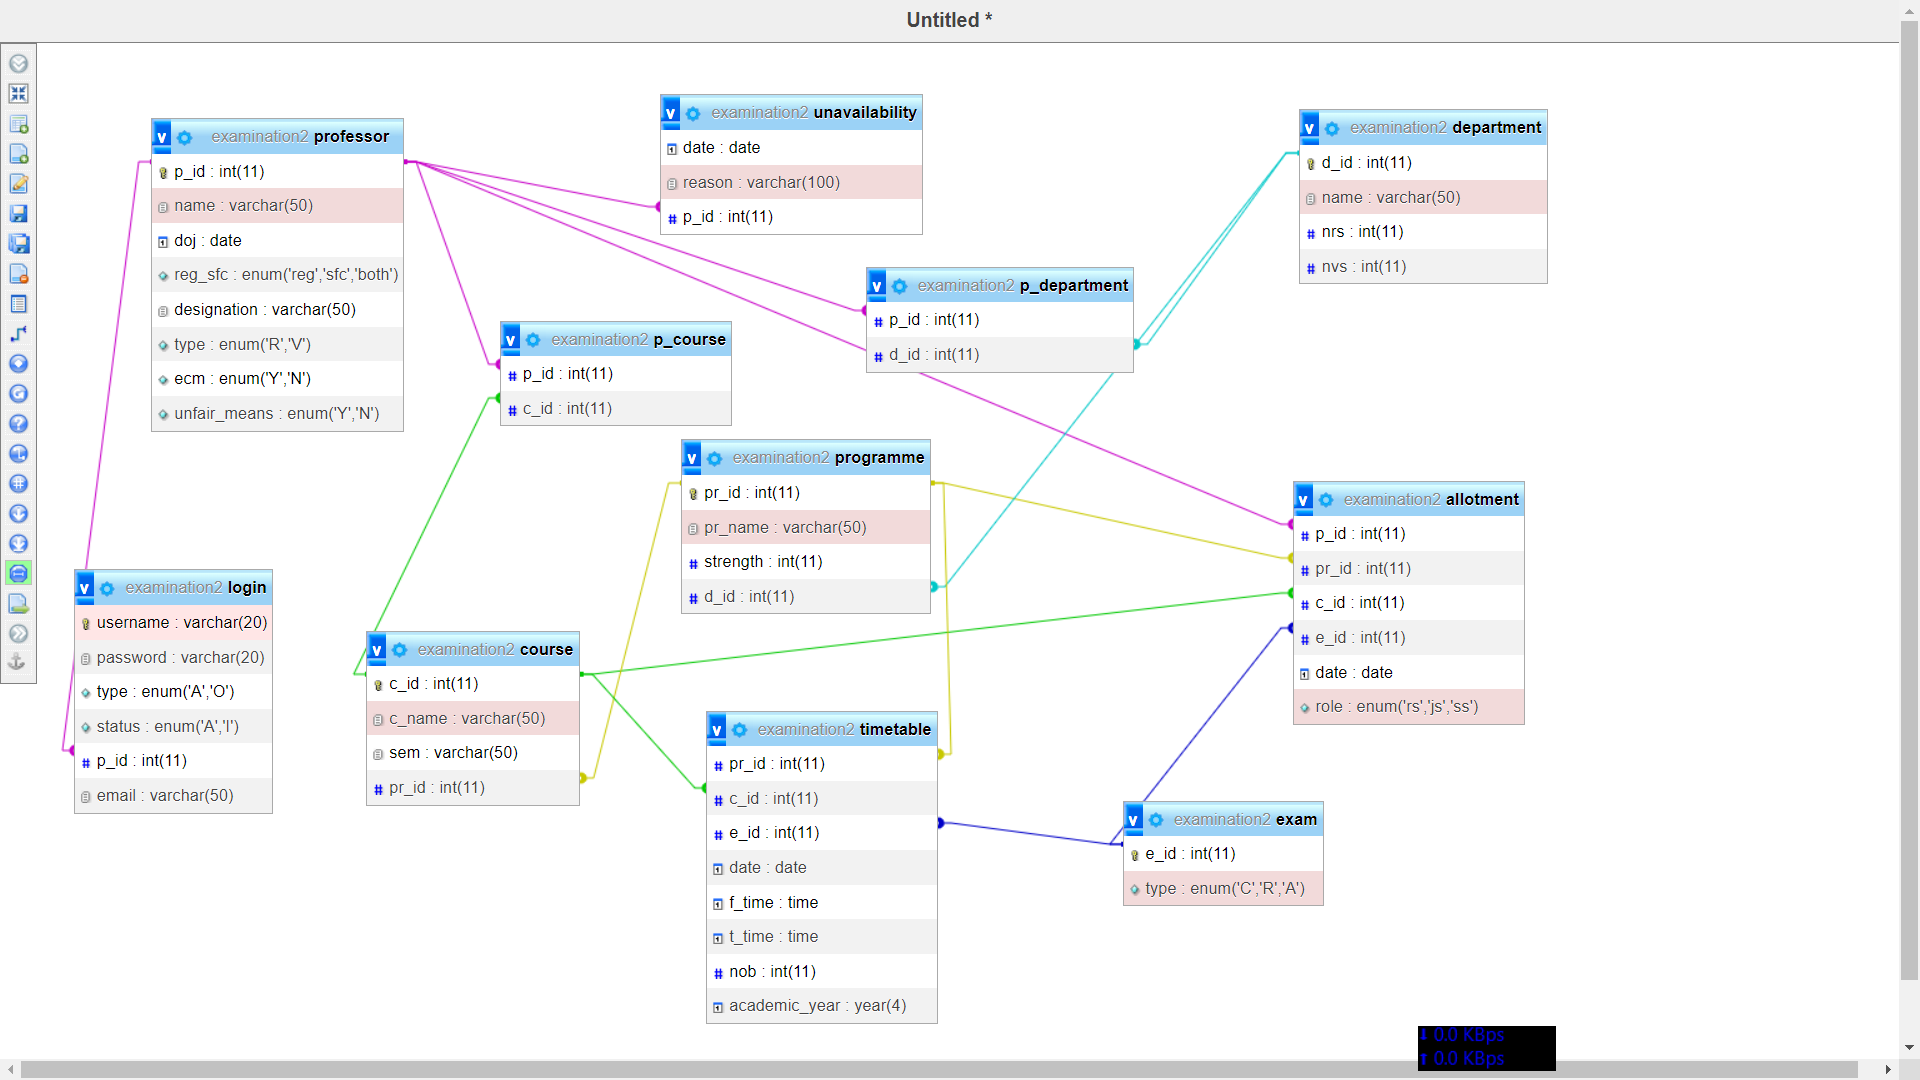 Untitled *
examination2 professor
p_id : int(11)
name : varchar(50)
doj : date
reg_sfc : enum('reg','sfc','both')
designation : varchar(50)
type : enum('R','V')
ecm : enum('Y','N')
unfair_means : enum('Y','N')
examination2 unavailability
date : date
reason : varchar(100)
p_id : int(11)
examination2 department
d_id : int(11)
name : varchar(50)
nrs : int(11)
nvs : int(11)
examination2 p_department
p_id : int(11)
d_id : int(11)
examination2 p_course
p_id : int(11)
c_id : int(11)
examination2 programme
pr_id : int(11)
pr_name : varchar(50)
strength : int(11)
d_id : int(11)
examination2 allotment
p_id : int(11)
pr_id : int(11)
c_id : int(11)
e_id : int(11)
date : date
role : enum('rs','js','ss')
examination2 login
username : varchar(20)
password : varchar(20)
type : enum('A','O')
status : enum('A','I')
p_id : int(11)
email : varchar(50)
examination2 course
c_id : int(11)
c_name : varchar(50)
sem : varchar(50)
pr_id : int(11)
examination2 timetable
pr_id : int(11)
c_id : int(11)
e_id : int(11)
date : date
f_time : time
t_time : time
nob : int(11)
academic_year : year(4)
examination2 exam
e_id : int(11)
type : enum('C','R','A')
0.0 KBps
0.0 KBps